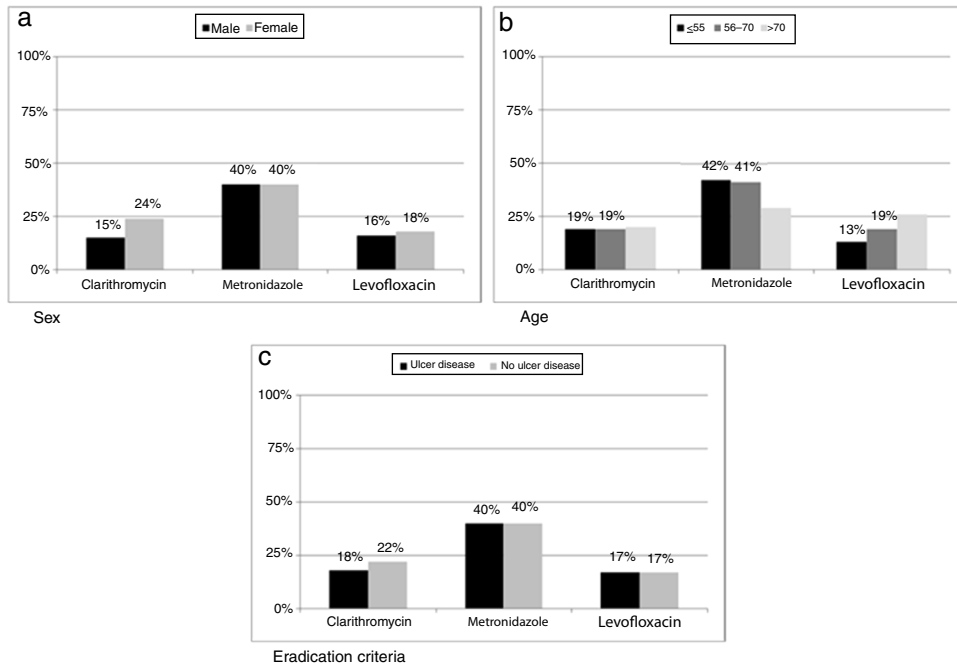 a
Male Female
100%
75%
50%
25%
0%
15% 24% 40% 40% 16% 18%
Clarithromycin Metronidazole Levofloxacin
Sex
b
≤55 56–70 >70
100%
75%
50%
25%
0%
19% 19% 42% 41% 13% 19%
Clarithromycin Metronidazole Levofloxacin
Age
c
Ulcer disease No ulcer disease
100%
75%
50%
25%
0%
18% 22% 40% 40% 17% 17%
Clarithromycin Metronidazole Levofloxacin
Eradication criteria